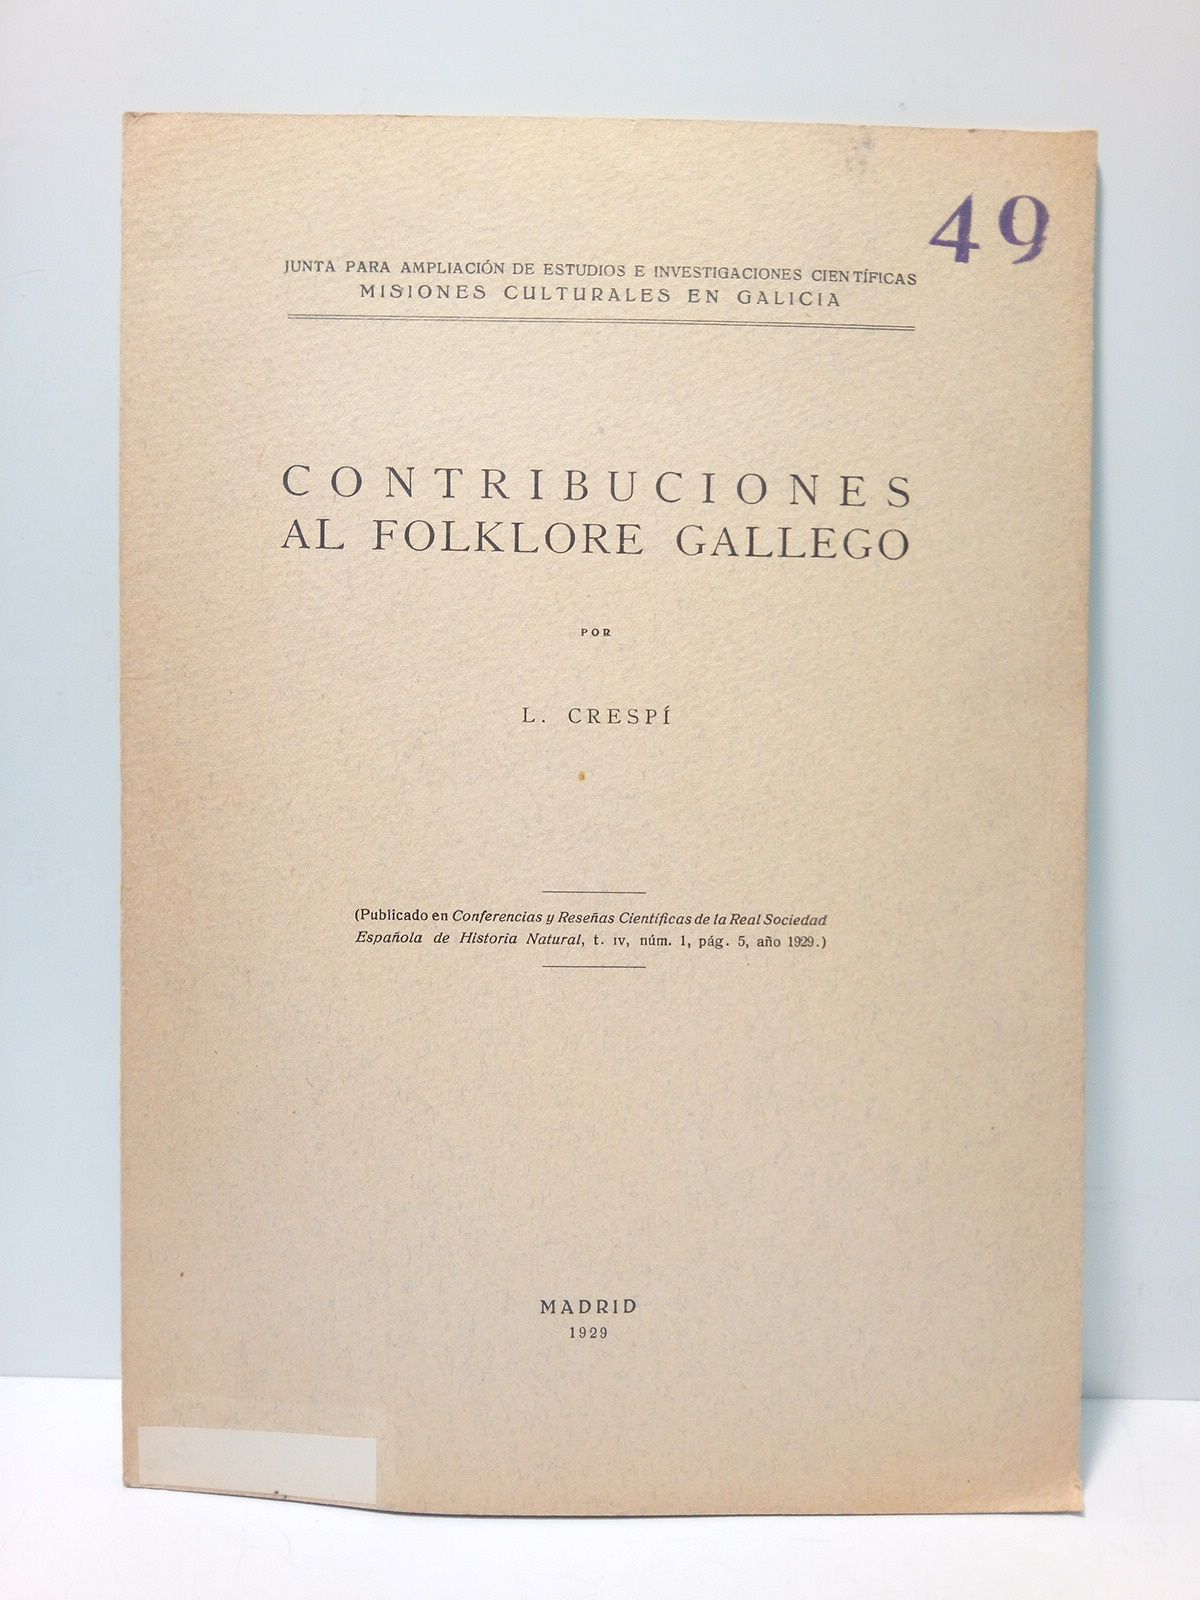 49
JUNTA PARA AMPLIACIÓN DE ESTUDIOS E INVESTIGACIONES CIENTÍFICAS
MISIONES CULTURALES EN GALICIA
CONTRIBUCIONES
AL FOLKLORE GALLEGO
POR
L. CRESPÍ
(Publicado en Conferencias y Reseñas Científicas de la Real Sociedad
Española de Historia Natural, t. IV, núm. 1, pág. 5, año 1929.)
MADRID
1929